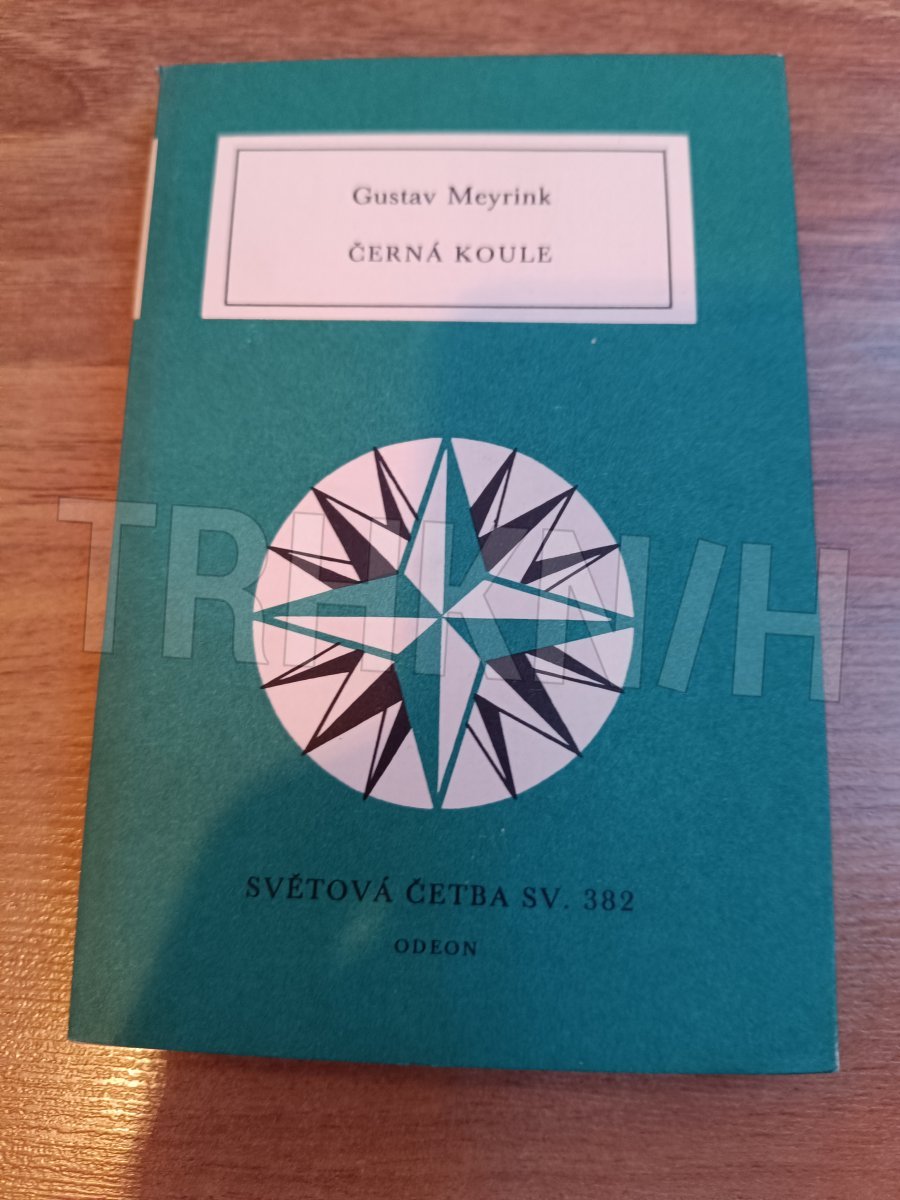 Gustav Meyrink
ČERNÁ KOULE
TRHKNIH
SVĚTOVÁ ČETBA SV. 382
ODEON